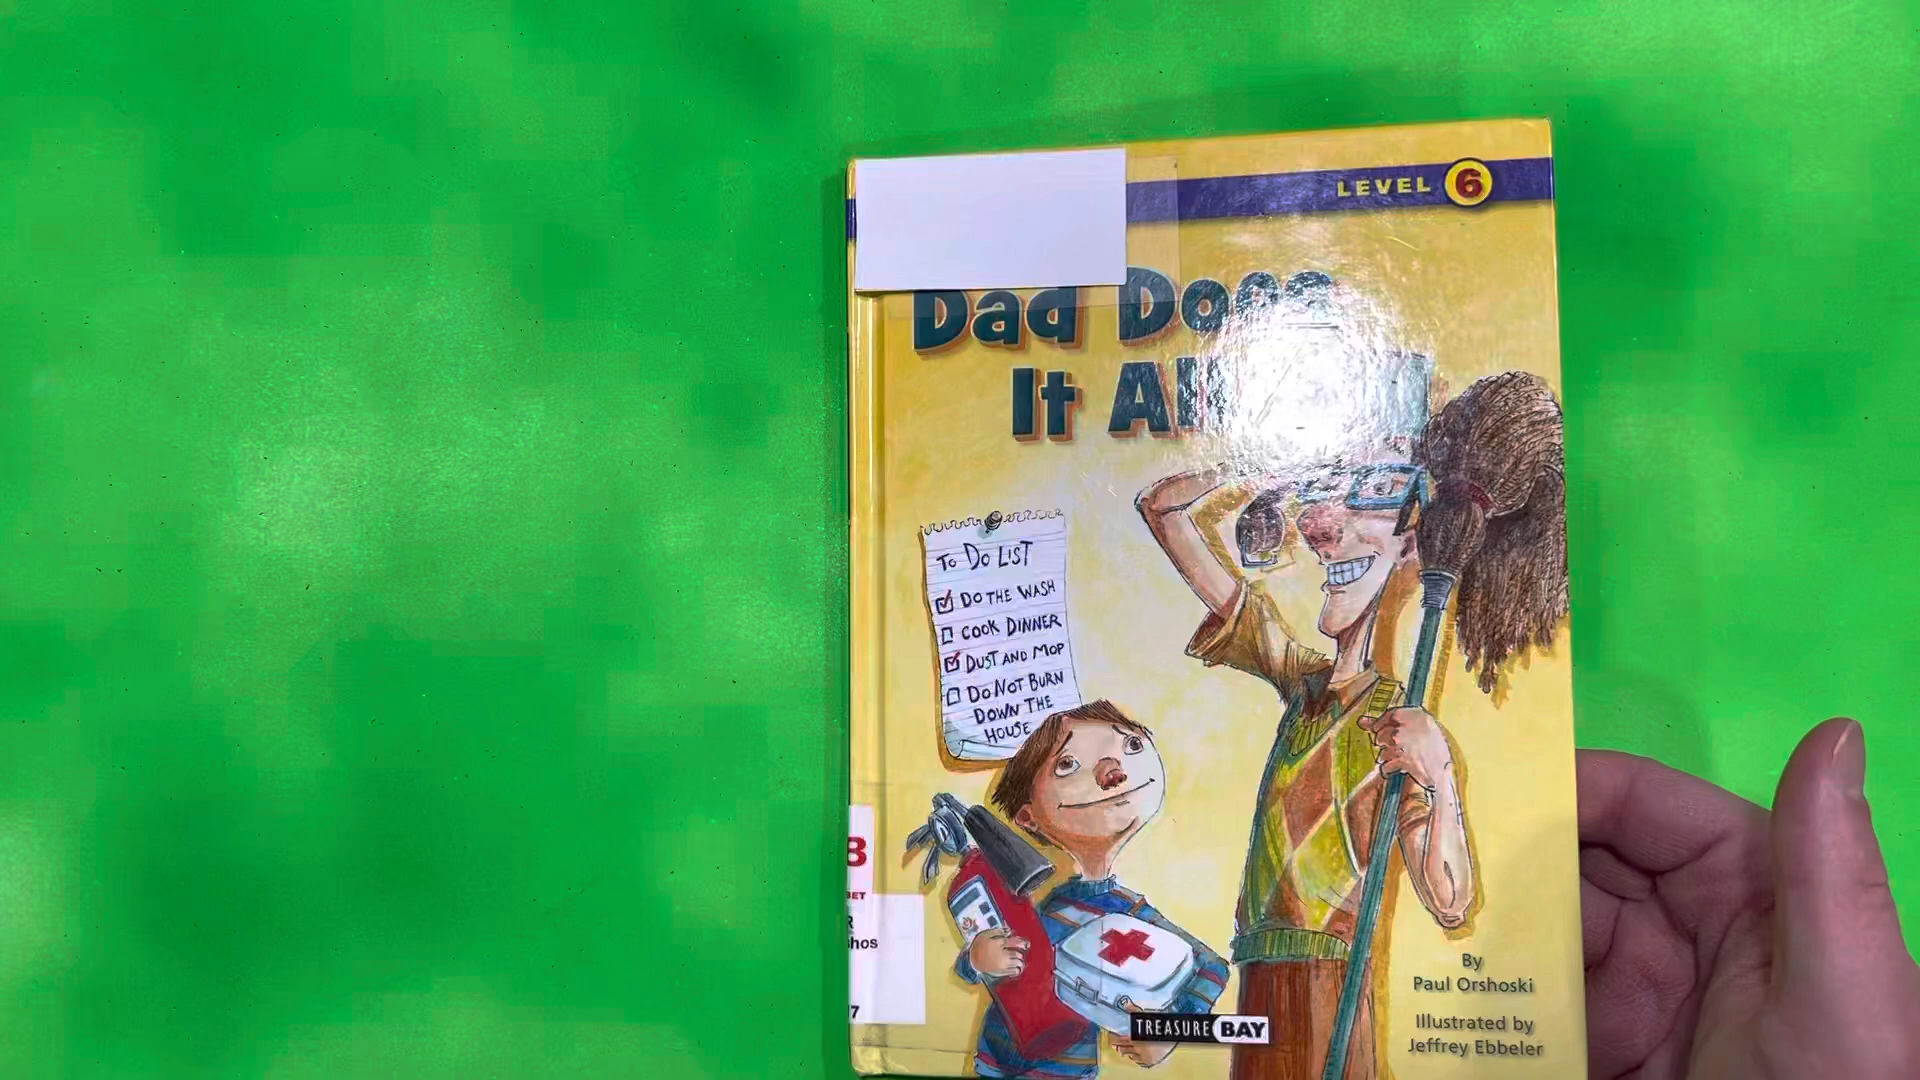 LEVEL 6
Dad Does
It All
TO DO LIST
DO THE WASH
COOK DINNER
DUST AND MOP
DO NOT BURN
DOWN THE
HOUSE
By
Paul Orshoski
Illustrated by
Jeffrey Ebbeler
TREASURE BAY
7